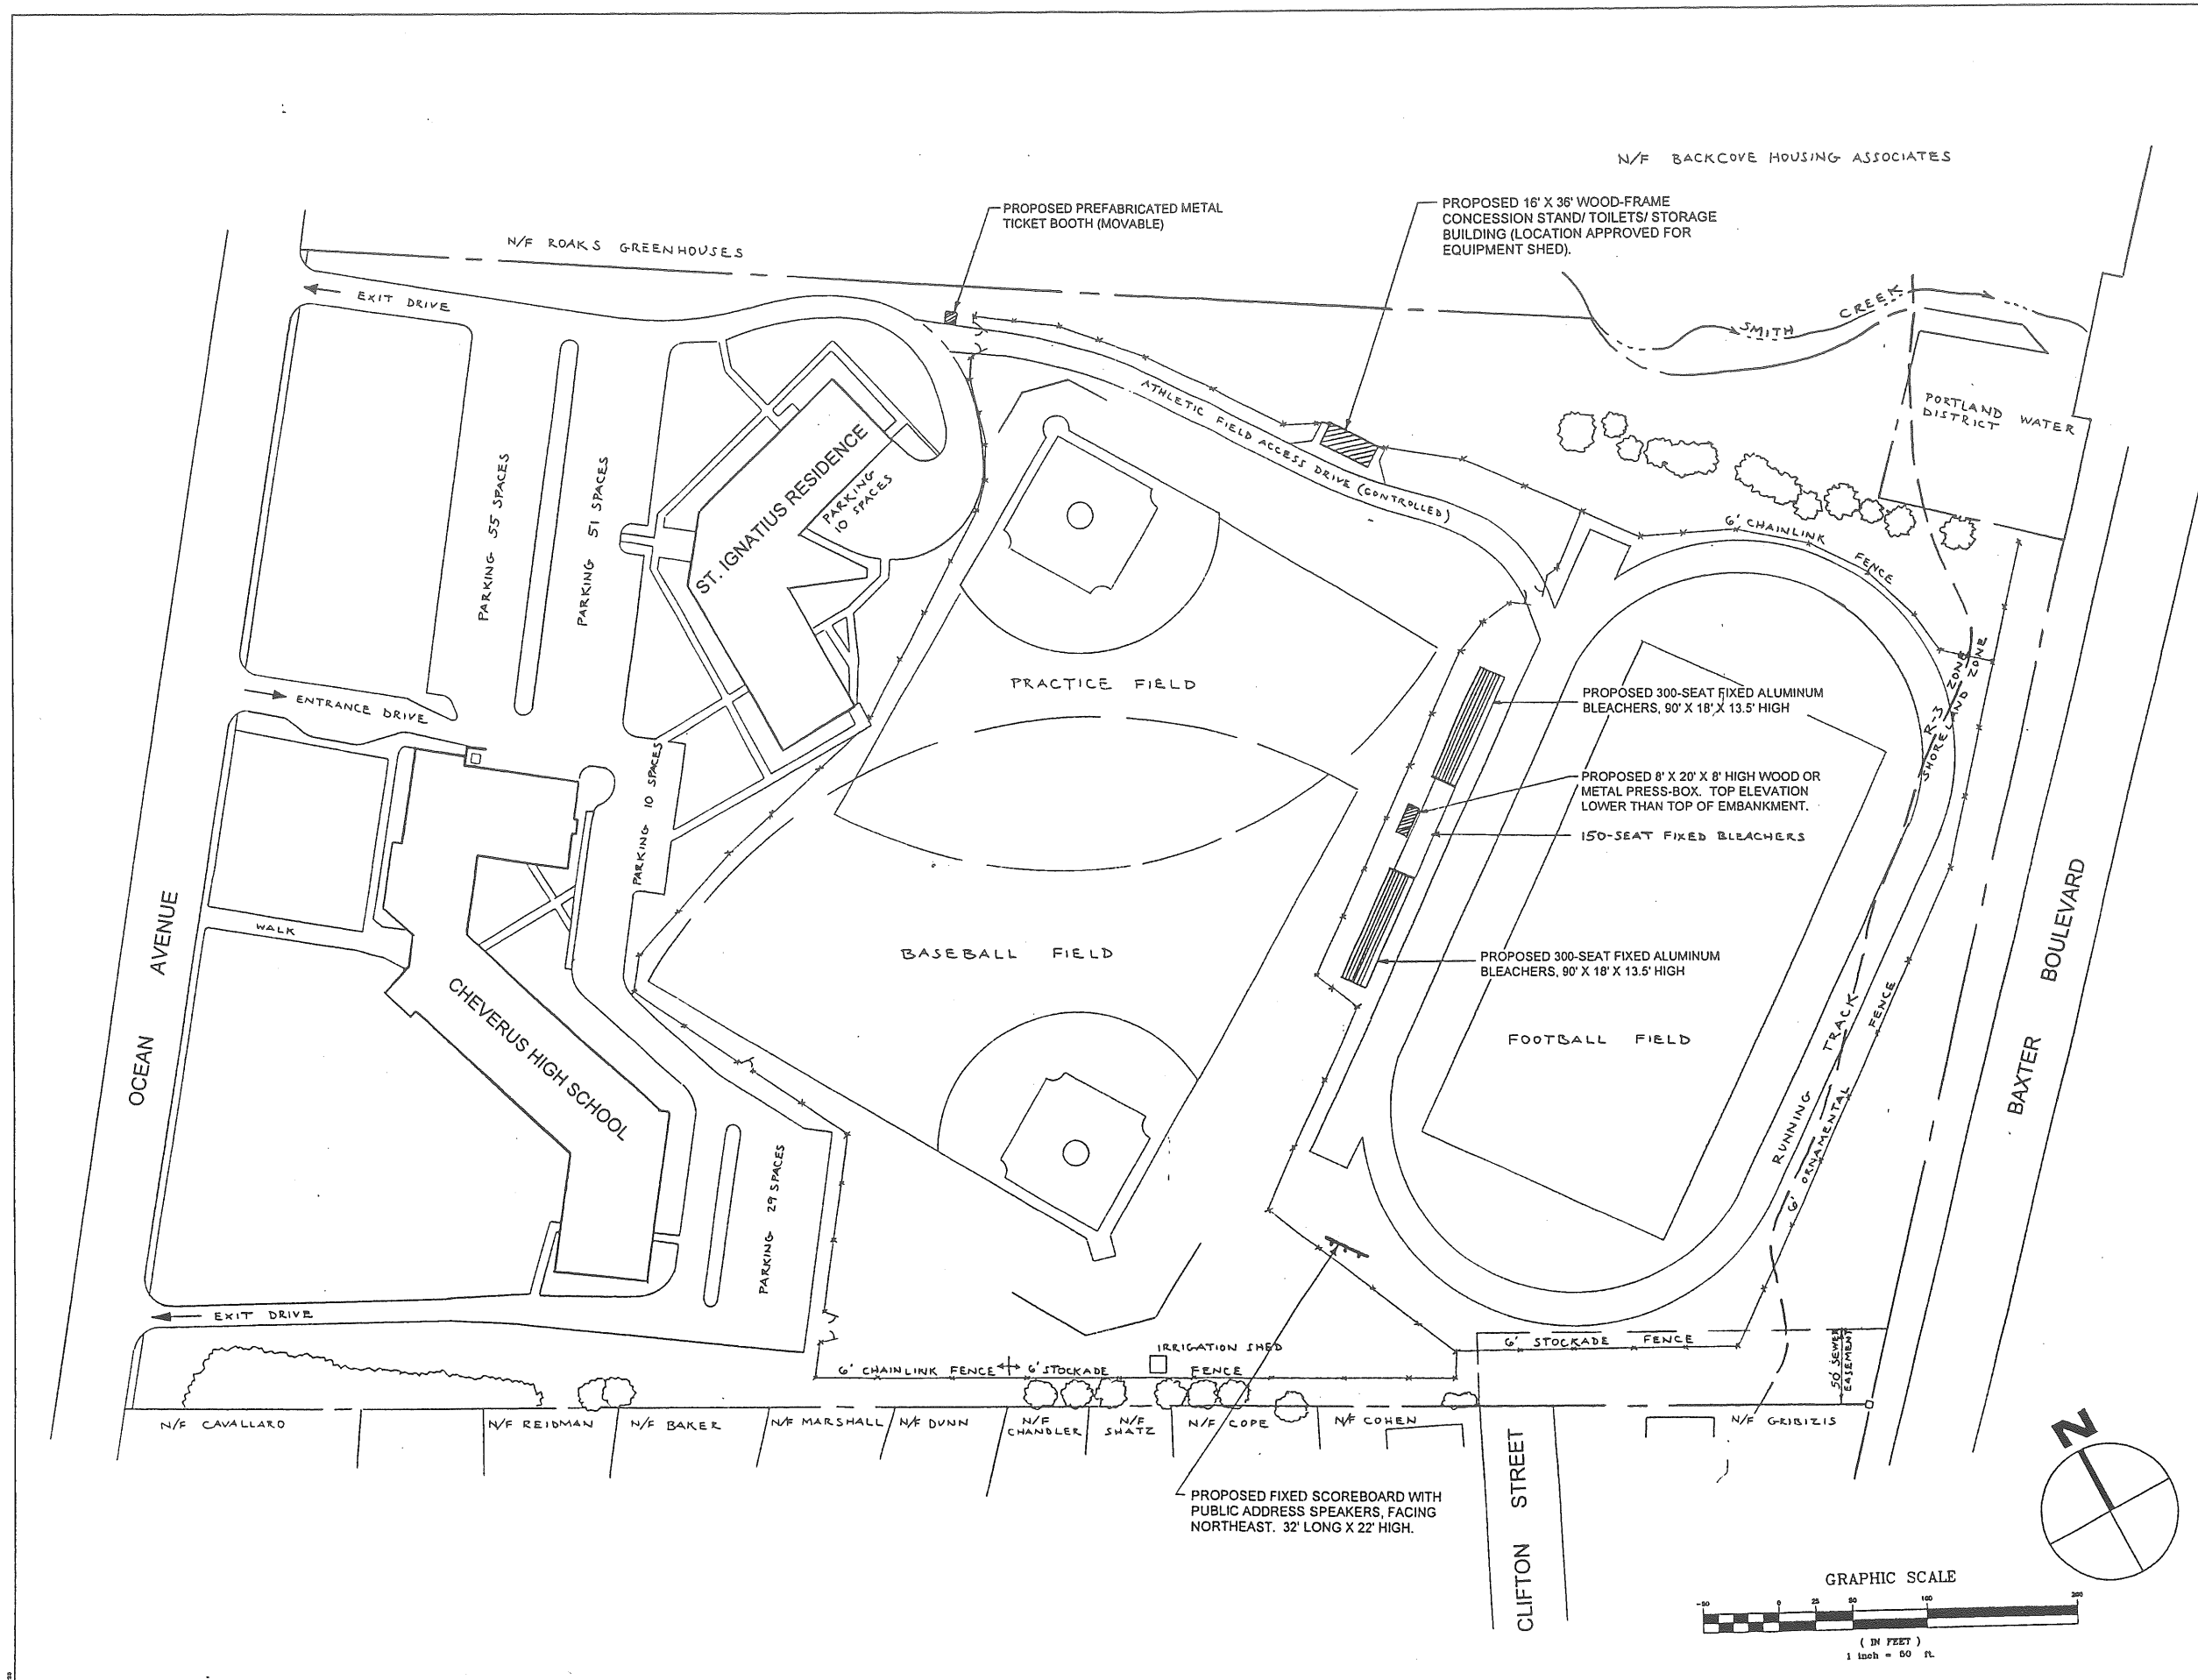 N/F BACKCOVE HOUSING ASSOCIATES
PROPOSED PREFABRICATED METAL
TICKET BOOTH (MOVABLE)
PROPOSED 16' X 36' WOOD-FRAME
CONCESSION STAND/ TOILETS/ STORAGE
BUILDING (LOCATION APPROVED FOR
EQUIPMENT SHED).
N/F ROAKS GREENHOUSES
EXIT DRIVE
SMITH CREEK
PORTLAND WATER
DISTRICT
ATHLETIC FIELD ACCESS DRIVE (CONTROLLED)
PARKING 55 SPACES
PARKING 51 SPACES
ST. IGNATIUS RESIDENCE
PARKING
10 SPACES
6' CHAINLINK FENCE
R-3 ZONE
SHORELAND ZONE
PRACTICE FIELD
ENTRANCE DRIVE
PROPOSED 300-SEAT FIXED ALUMINUM
BLEACHERS, 90' X 18' X 13.5' HIGH
PROPOSED 8' X 20' X 8' HIGH WOOD OR
METAL PRESS-BOX. TOP ELEVATION
LOWER THAN TOP OF EMBANKMENT.
150-SEAT FIXED BLEACHERS
PARKING 10 SPACES
WALK
BASEBALL FIELD
PROPOSED 300-SEAT FIXED ALUMINUM
BLEACHERS, 90' X 18' X 13.5' HIGH
OCEAN AVENUE
CHEVERUS HIGH SCHOOL
FOOTBALL FIELD
RUNNING TRACK
6' ORNAMENTAL FENCE
BAXTER BOULEVARD
PARKING 29 SPACES
EXIT DRIVE
IRRIGATION SHED
6' CHAINLINK FENCE
6' STOCKADE FENCE
6' STOCKADE FENCE
50' SEWER
EASEMENT
N/F CAVALLARO
N/F REIDMAN
N/F BAKER
N/F MARSHALL
N/F DUNN
N/F
CHANDLER
N/F
SHATZ
N/F COPE
N/F COHEN
N/F GRIBIZIS
CLIFTON STREET
PROPOSED FIXED SCOREBOARD WITH
PUBLIC ADDRESS SPEAKERS, FACING
NORTHEAST. 32' LONG X 22' HIGH.
N
GRAPHIC SCALE
-50 0 25 50 100 200
( IN FEET )
1 inch = 50 ft.